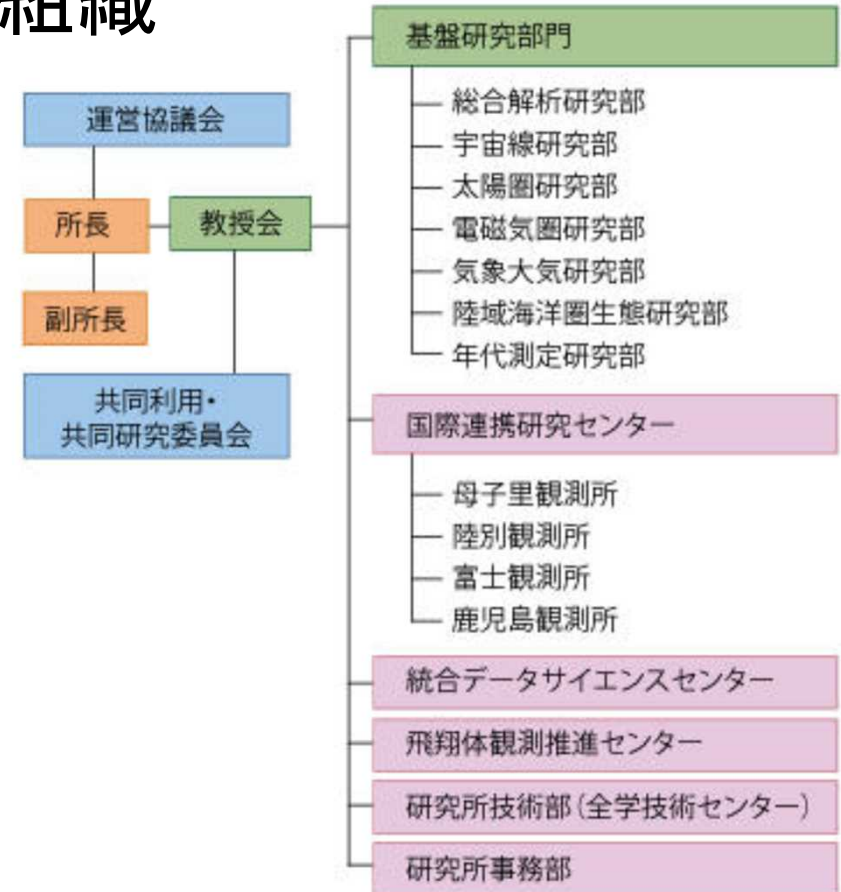 組織
運営協議会
所長
教授会
副所長
共同利用・
共同研究委員会
基盤研究部門
総合解析研究部
宇宙線研究部
太陽圏研究部
電磁気圏研究部
気象大気研究部
陸域海洋圏生態研究部
年代測定研究部
国際連携研究センター
母子里観測所
陸別観測所
富士観測所
鹿児島観測所
統合データサイエンスセンター
飛翔体観測推進センター
研究所技術部（全学技術センター）
研究所事務部